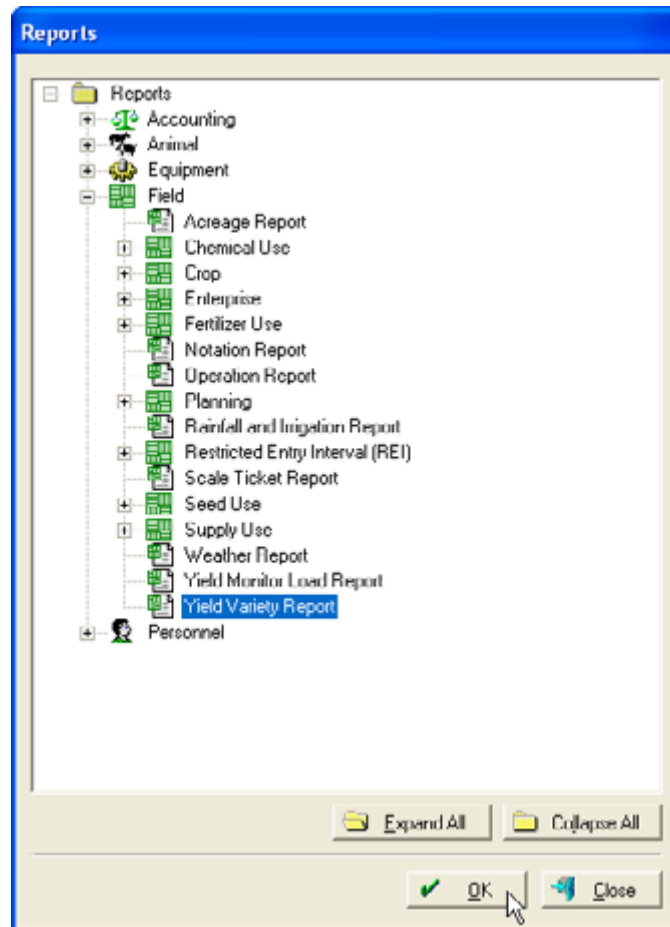 Reports
Reports
Accounting
Animal
Equipment
Field
Acreage Report
Chemical Use
Crop
Enterprise
Fertilizer Use
Notation Report
Operation Report
Planning
Rainfall and Irrigation Report
Restricted Entry Interval (REI)
Scale Ticket Report
Seed Use
Supply Use
Weather Report
Yield Monitor Load Report
Yield Variety Report
Personnel
Expand All Collapse All
OK Close